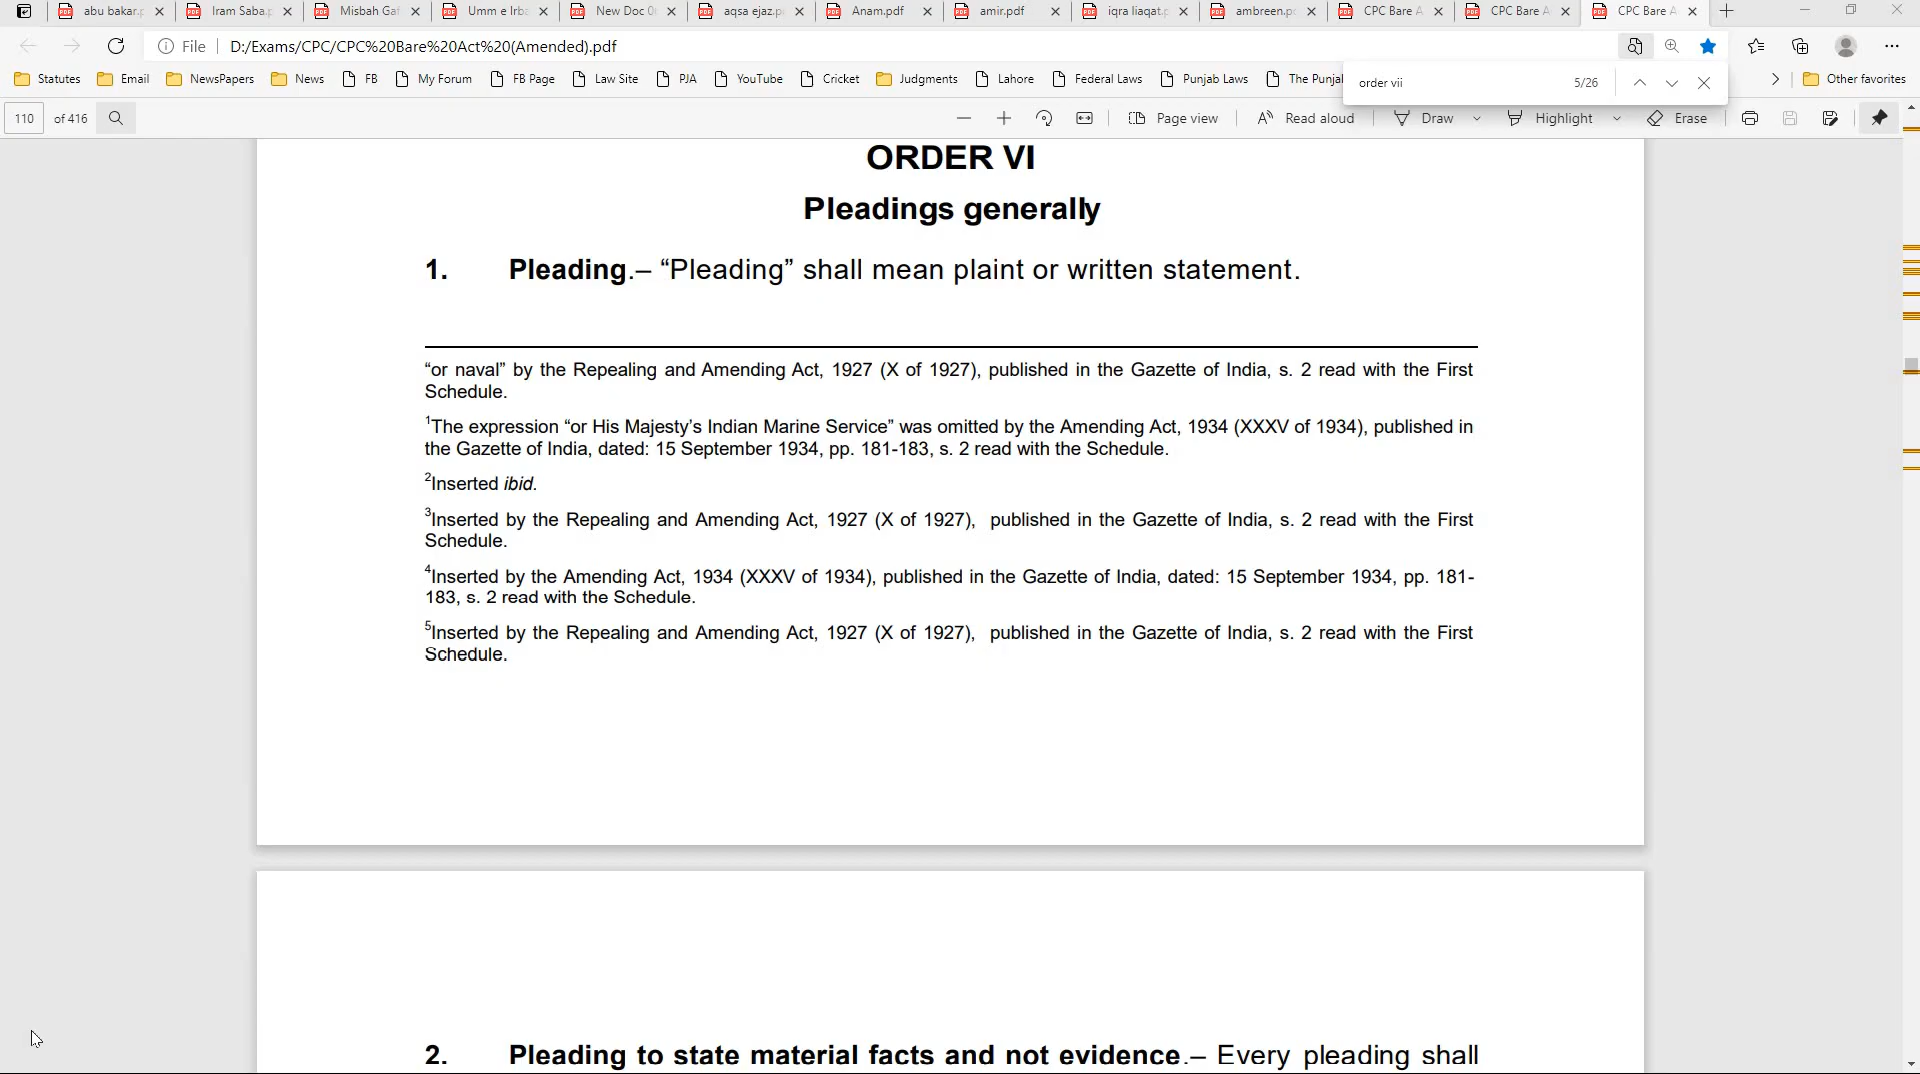 abu bakar.p
Iram Saba.p
Misbah Gaf
Umm e Irba
New Doc 0
aqsa ejaz.p
Anam.pdf
amir.pdf
iqra liaqat.p
ambreen.p
CPC Bare A
CPC Bare A
CPC Bare A
File D:/Exams/CPC/CPC%20Bare%20Act%20(Amended).pdf
Statutes Email NewsPapers News FB My Forum FB Page Law Site PJA YouTube Cricket Judgments Lahore Federal Laws Punjab Laws The Punjal Other favorites
order vii 5/26
110 of 416 Page view Read aloud Draw Highlight Erase
ORDER VI
Pleadings generally
1. Pleading.– “Pleading” shall mean plaint or written statement.
“or naval” by the Repealing and Amending Act, 1927 (X of 1927), published in the Gazette of India, s. 2 read with the First
Schedule.
1The expression “or His Majesty’s Indian Marine Service” was omitted by the Amending Act, 1934 (XXXV of 1934), published in
the Gazette of India, dated: 15 September 1934, pp. 181-183, s. 2 read with the Schedule.
2Inserted ibid.
3Inserted by the Repealing and Amending Act, 1927 (X of 1927), published in the Gazette of India, s. 2 read with the First
Schedule.
4Inserted by the Amending Act, 1934 (XXXV of 1934), published in the Gazette of India, dated: 15 September 1934, pp. 181-
183, s. 2 read with the Schedule.
5Inserted by the Repealing and Amending Act, 1927 (X of 1927), published in the Gazette of India, s. 2 read with the First
Schedule.
2. Pleading to state material facts and not evidence.– Every pleading shall